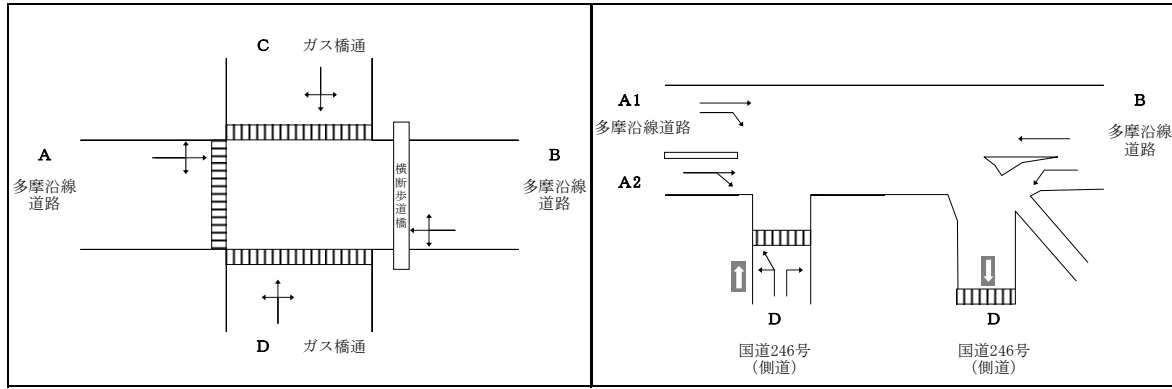 C ガス橋通
A
多摩沿線
道路
横断歩道橋
B
多摩沿線
道路
D ガス橋通
A1
多摩沿線道路
A2
B
多摩沿線
道路
D
国道246号
（側道）
D
国道246号
（側道）